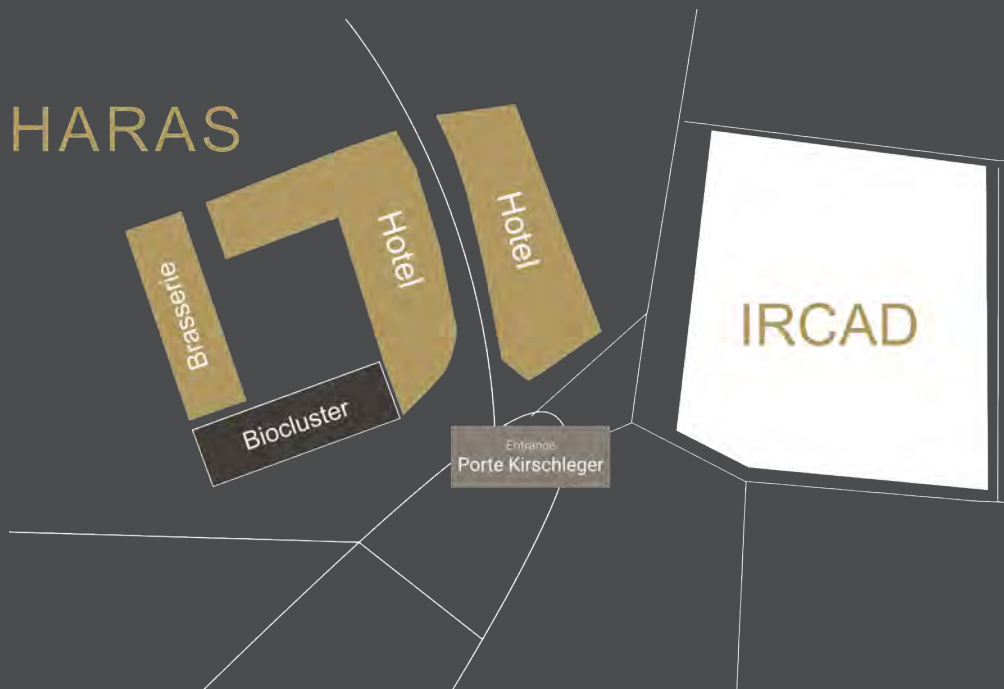 HARAS
Hotel
Hotel
Brasserie
IRCAD
Biocluster
Entrance
Porte Kirschleger